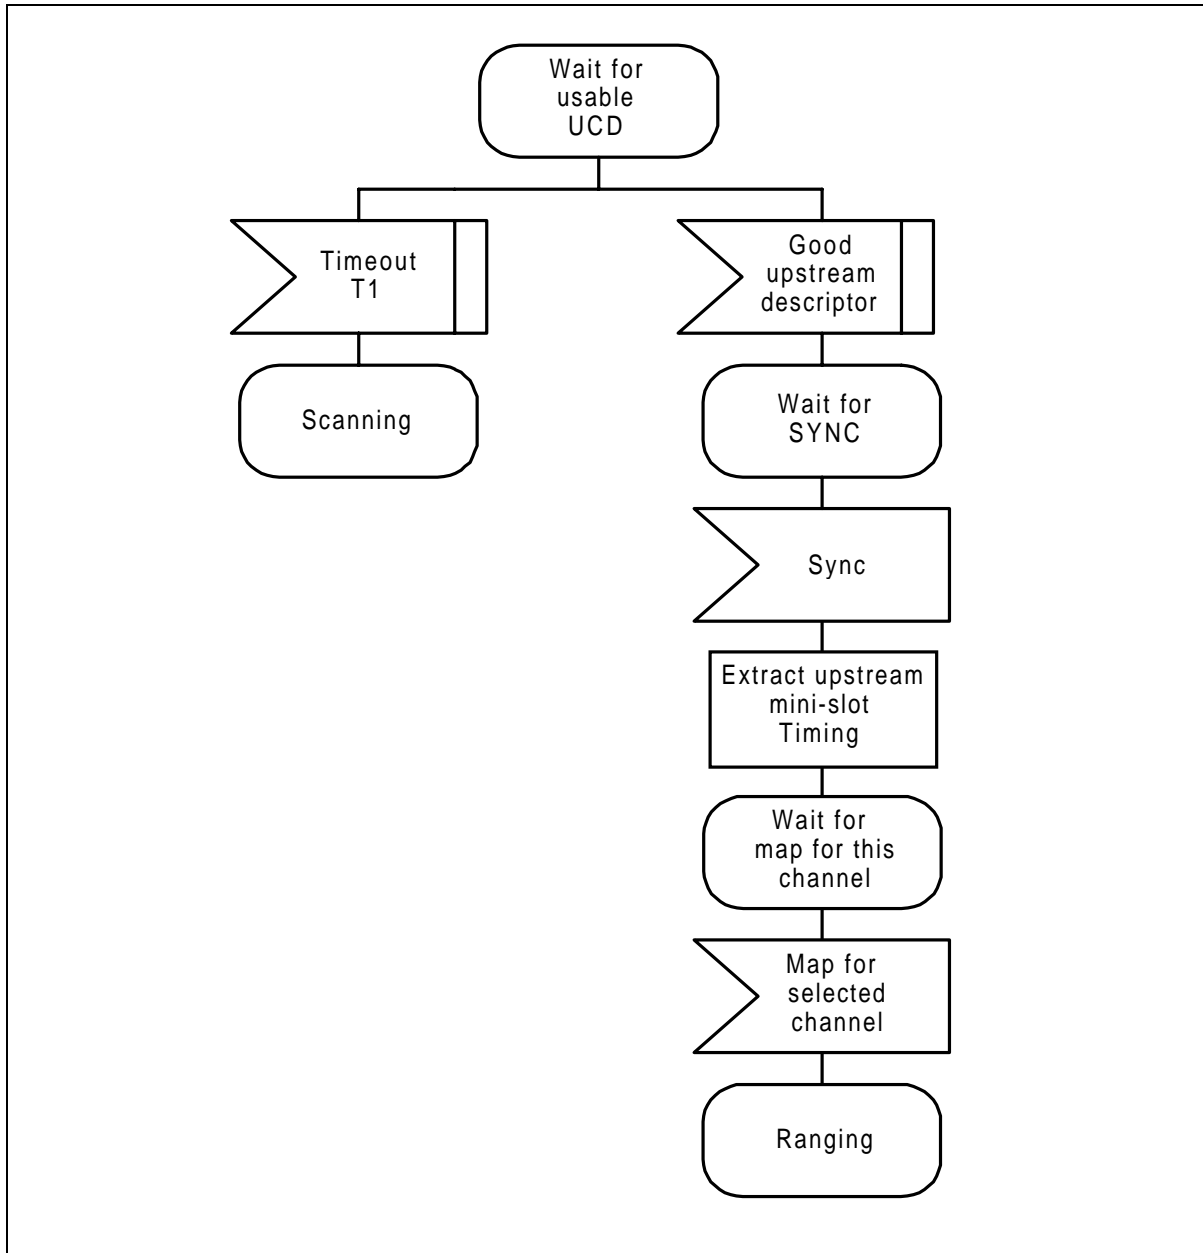 Wait for
usable
UCD
Timeout
T1
Good
upstream
descriptor
Scanning
Wait for
SYNC
Sync
Extract upstream
mini-slot
Timing
Wait for
map for this
channel
Map for
selected
channel
Ranging